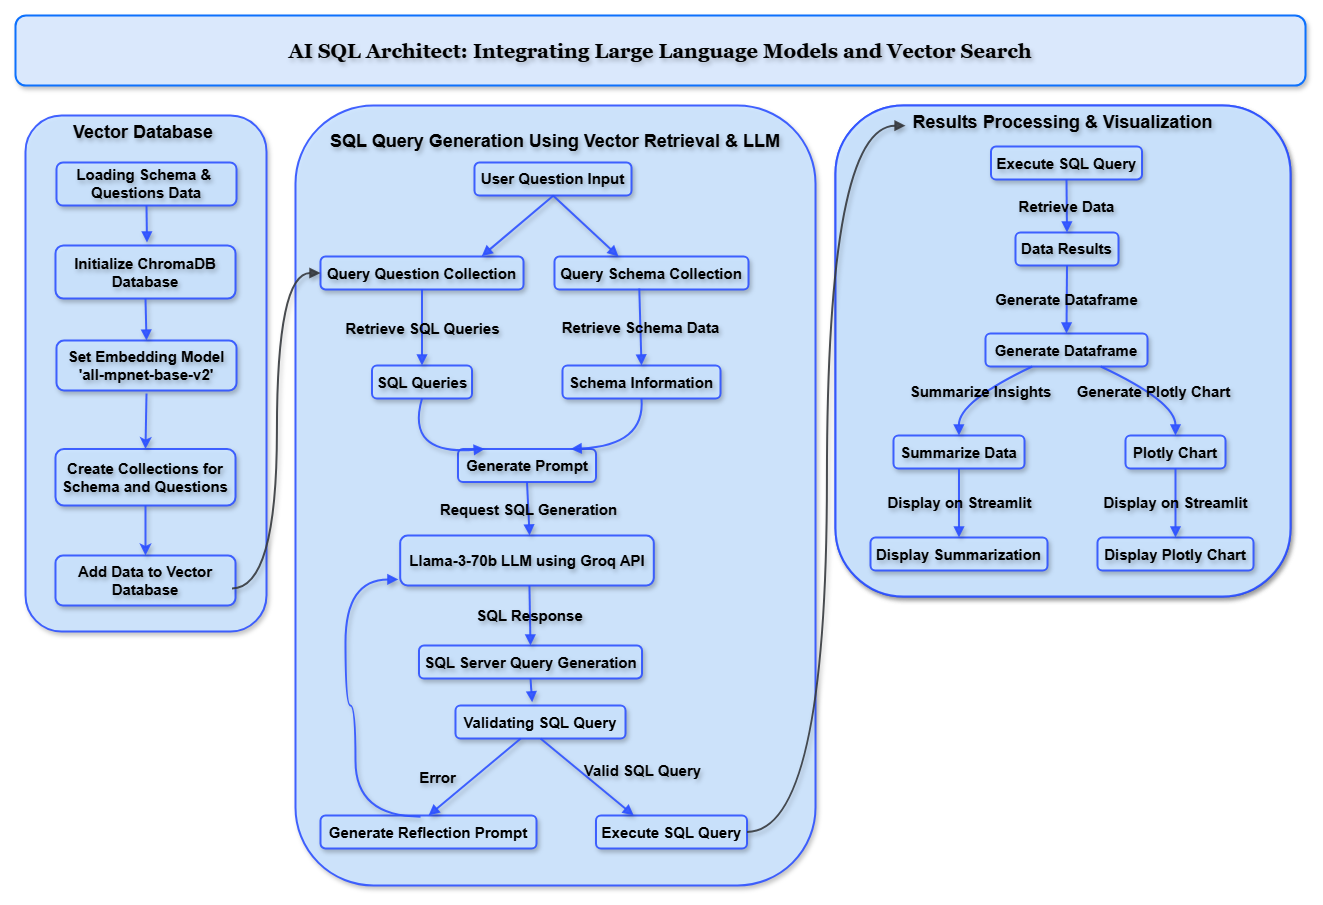 AI SQL Architect: Integrating Large Language Models and Vector Search
Vector Database
Loading Schema &
Questions Data
Initialize ChromaDB
Database
Set Embedding Model
'all-mpnet-base-v2'
Create Collections for
Schema and Questions
Add Data to Vector
Database
SQL Query Generation Using Vector Retrieval & LLM
User Question Input
Query Question Collection
Query Schema Collection
Retrieve SQL Queries
Retrieve Schema Data
SQL Queries
Schema Information
Generate Prompt
Request SQL Generation
Llama-3-70b LLM using Groq API
SQL Response
SQL Server Query Generation
Validating SQL Query
Error
Valid SQL Query
Generate Reflection Prompt
Execute SQL Query
Results Processing & Visualization
Execute SQL Query
Retrieve Data
Data Results
Generate Dataframe
Generate Dataframe
Summarize Insights
Generate Plotly Chart
Summarize Data
Plotly Chart
Display on Streamlit
Display on Streamlit
Display Summarization
Display Plotly Chart